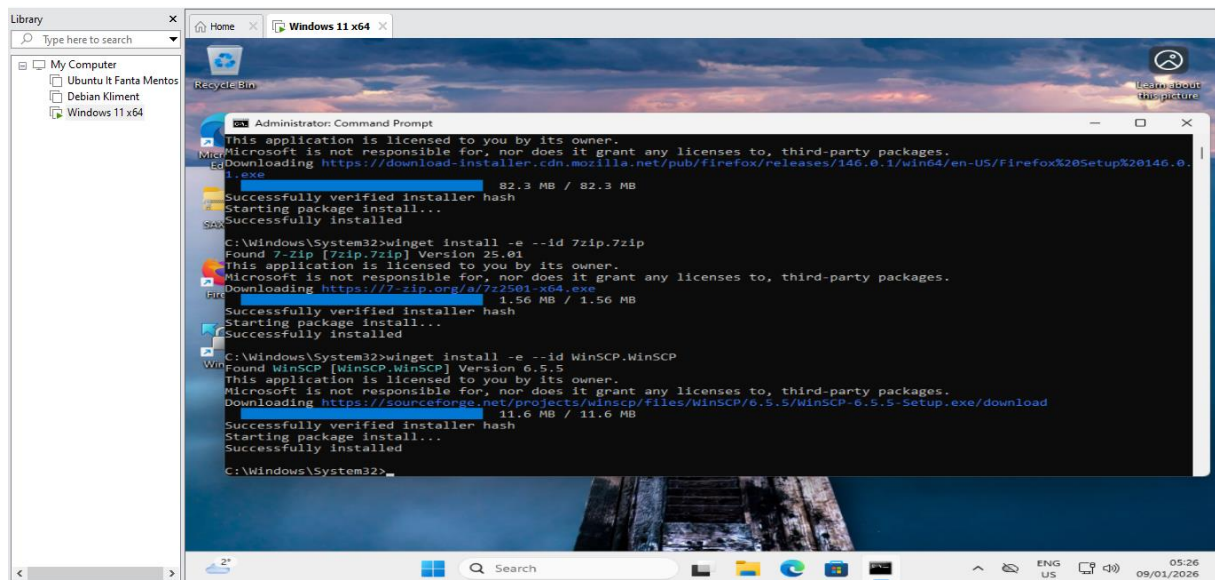 Library
Type here to search
My Computer
Ubuntu It Fanta Mentos
Debian Kliment
Windows 11 x64
Home
Windows 11 x64
Recycle Bin
Learn about
this picture
Administrator: Command Prompt
This application is licensed to you by its owner.
Microsoft is not responsible for, nor does it grant any licenses to, third-party packages.
Downloading https://download-installer.cdn.mozilla.net/pub/firefox/releases/146.0.1/win64/en-US/Firefox%20Setup%20146.0.
1.exe
82.3 MB / 82.3 MB
Successfully verified installer hash
Starting package install...
Successfully installed
C:\Windows\System32>winget install -e --id 7zip.7zip
Found 7-Zip [7zip.7zip] Version 25.01
This application is licensed to you by its owner.
Microsoft is not responsible for, nor does it grant any licenses to, third-party packages.
Downloading https://7-zip.org/a/7z2501-x64.exe
1.56 MB / 1.56 MB
Successfully verified installer hash
Starting package install...
Successfully installed
C:\Windows\System32>winget install -e --id WinSCP.WinSCP
Found WinSCP [WinSCP.WinSCP] Version 6.5.5
This application is licensed to you by its owner.
Microsoft is not responsible for, nor does it grant any licenses to, third-party packages.
Downloading https://sourceforge.net/projects/winscp/files/WinSCP/6.5.5/WinSCP-6.5.5-Setup.exe/download
11.6 MB / 11.6 MB
Successfully verified installer hash
Starting package install...
Successfully installed
C:\Windows\System32>
2°
Search
ENG
US
05:26
09/01/2026